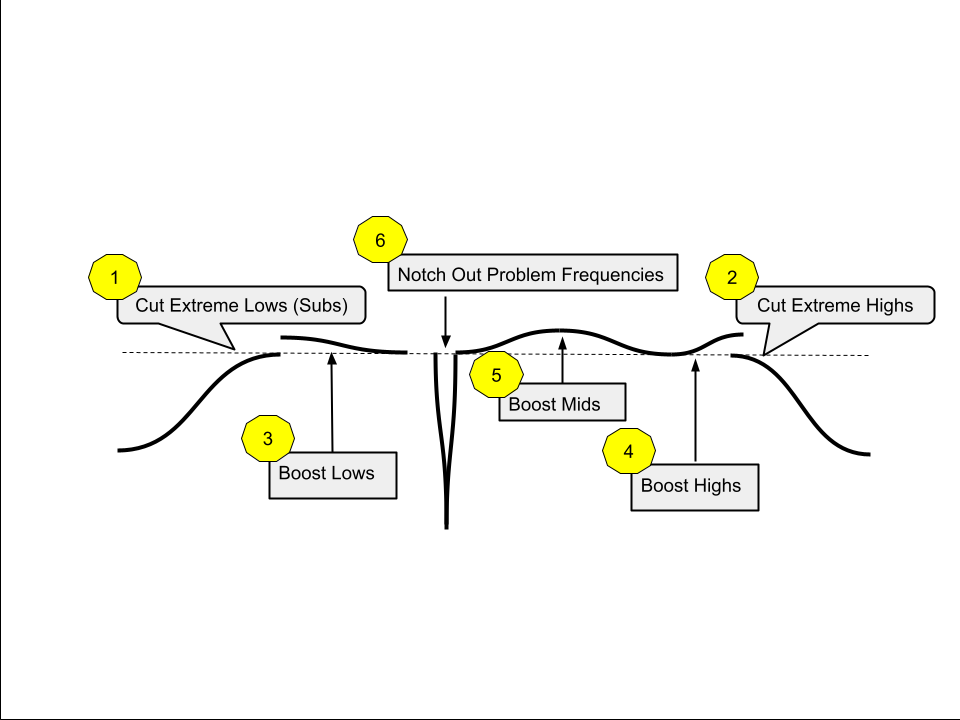 6
Notch Out Problem Frequencies
1
Cut Extreme Lows (Subs)
2
Cut Extreme Highs
5
Boost Mids
3
Boost Lows
4
Boost Highs